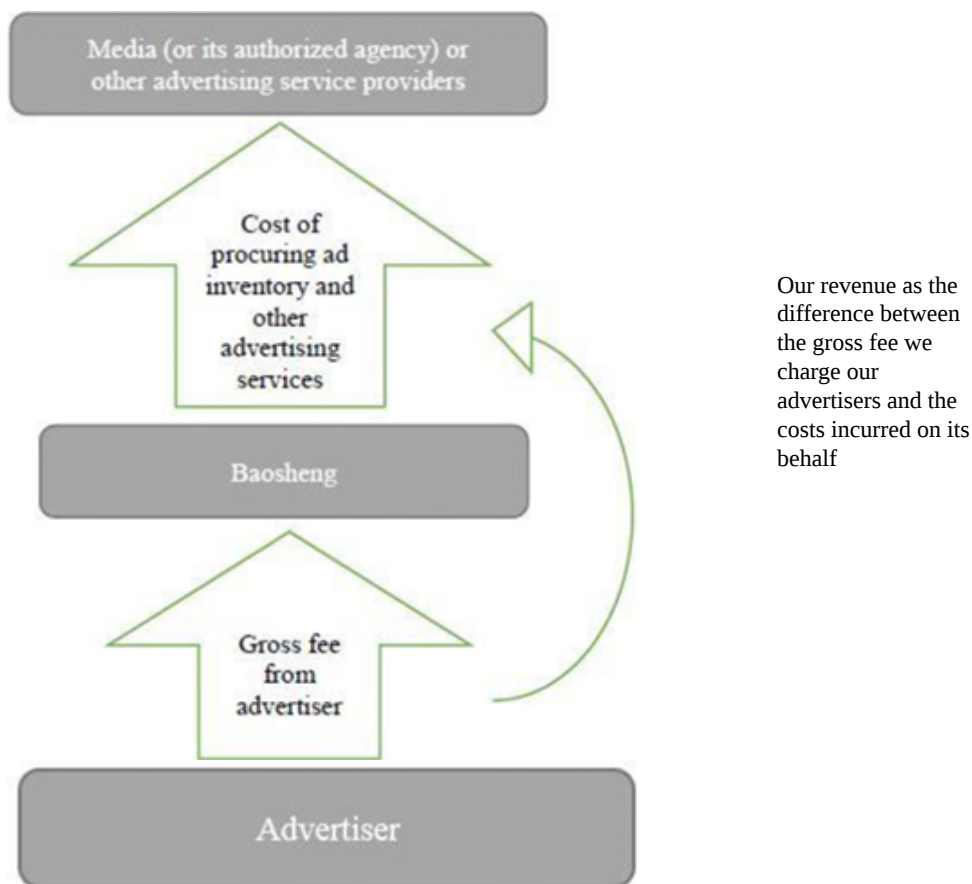 Media (or its authorized agency) or
other advertising service providers
Cost of
procuring ad
inventory and
other
advertising
services
Our revenue as the
difference between
the gross fee we
charge our
advertisers and the
costs incurred on its
behalf
Baosheng
Gross fee
from
advertiser
Advertiser